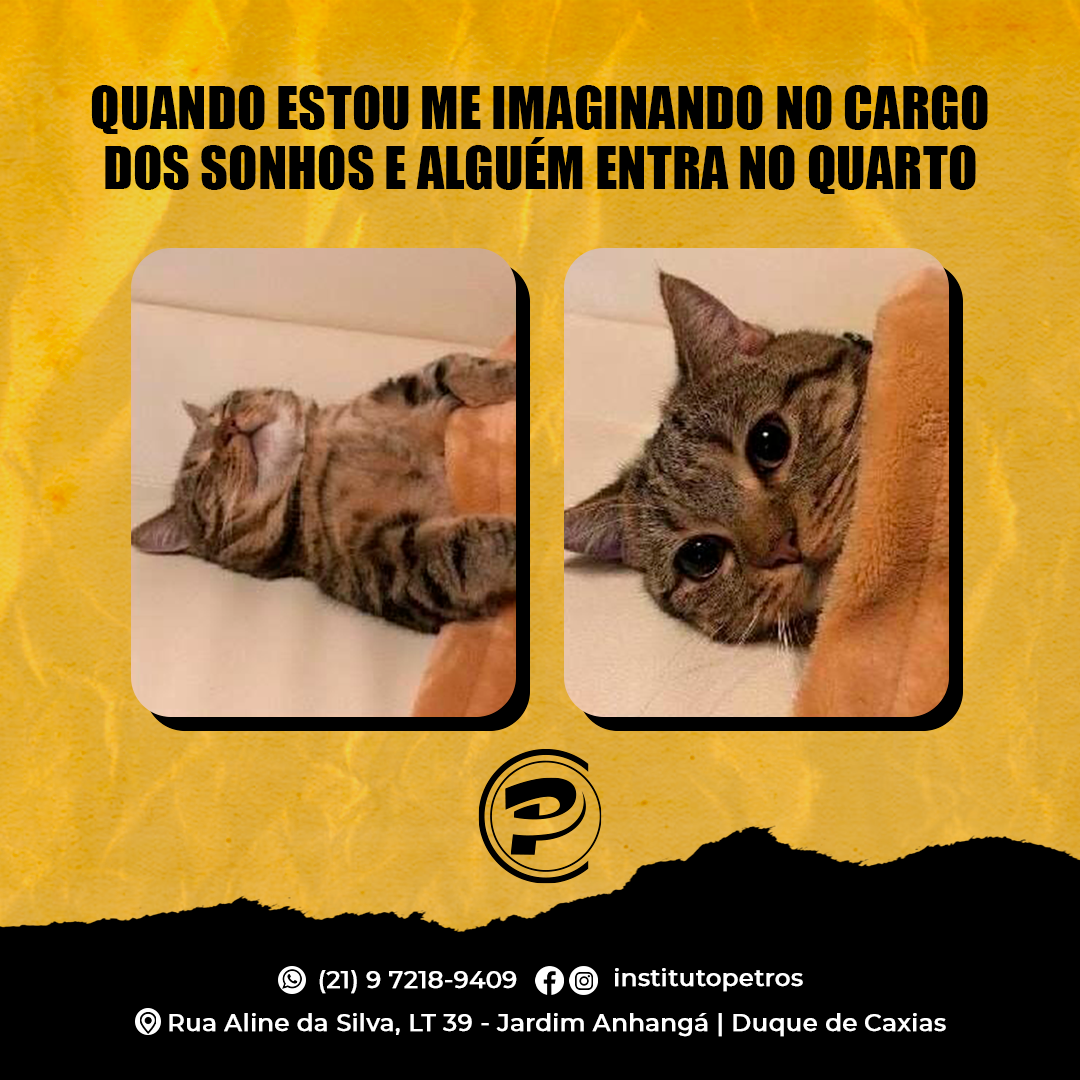 QUANDO ESTOU ME IMAGINANDO NO CARGO
DOS SONHOS E ALGUÉM ENTRA NO QUARTO
P
(21) 9 7218-9409 institutopetros
Rua Aline da Silva, LT 39 - Jardim Anhangá | Duque de Caxias